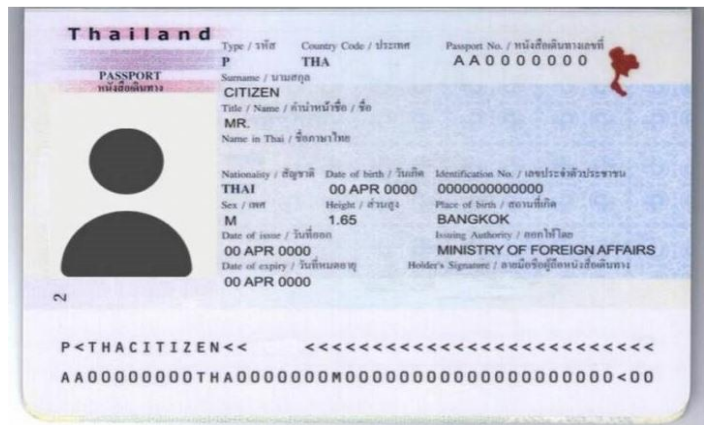 Thailand
Type / รหัส Country Code / ประเทศ Passport No. / หนังสือเดินทางเลขที่
P THA AA0000000
PASSPORT
หนังสือเดินทาง
Surname / นามสกุล
CITIZEN
Title / Name / คำนำหน้าชื่อ / ชื่อ
MR.
Name in Thai / ชื่อภาษาไทย
Nationality / สัญชาติ Date of birth / วันเกิด Identification No. / เลขประจำตัวประชาชน
THAI 00 APR 0000 0000000000000
Sex / เพศ Height / ส่วนสูง Place of birth / สถานที่เกิด
M 1.65 BANGKOK
Date of issue / วันที่ออก Issuing Authority / ออกให้โดย
00 APR 0000 MINISTRY OF FOREIGN AFFAIRS
Date of expiry / วันที่หมดอายุ Holder's Signature / ลายมือชื่อผู้ถือหนังสือเดินทาง
00 APR 0000
2
P<THACITIZEN<< <<<<<<<<<<<<<<<<<<<<<<<<<<
AA00000000THA0000000M00000000000000000000000<00